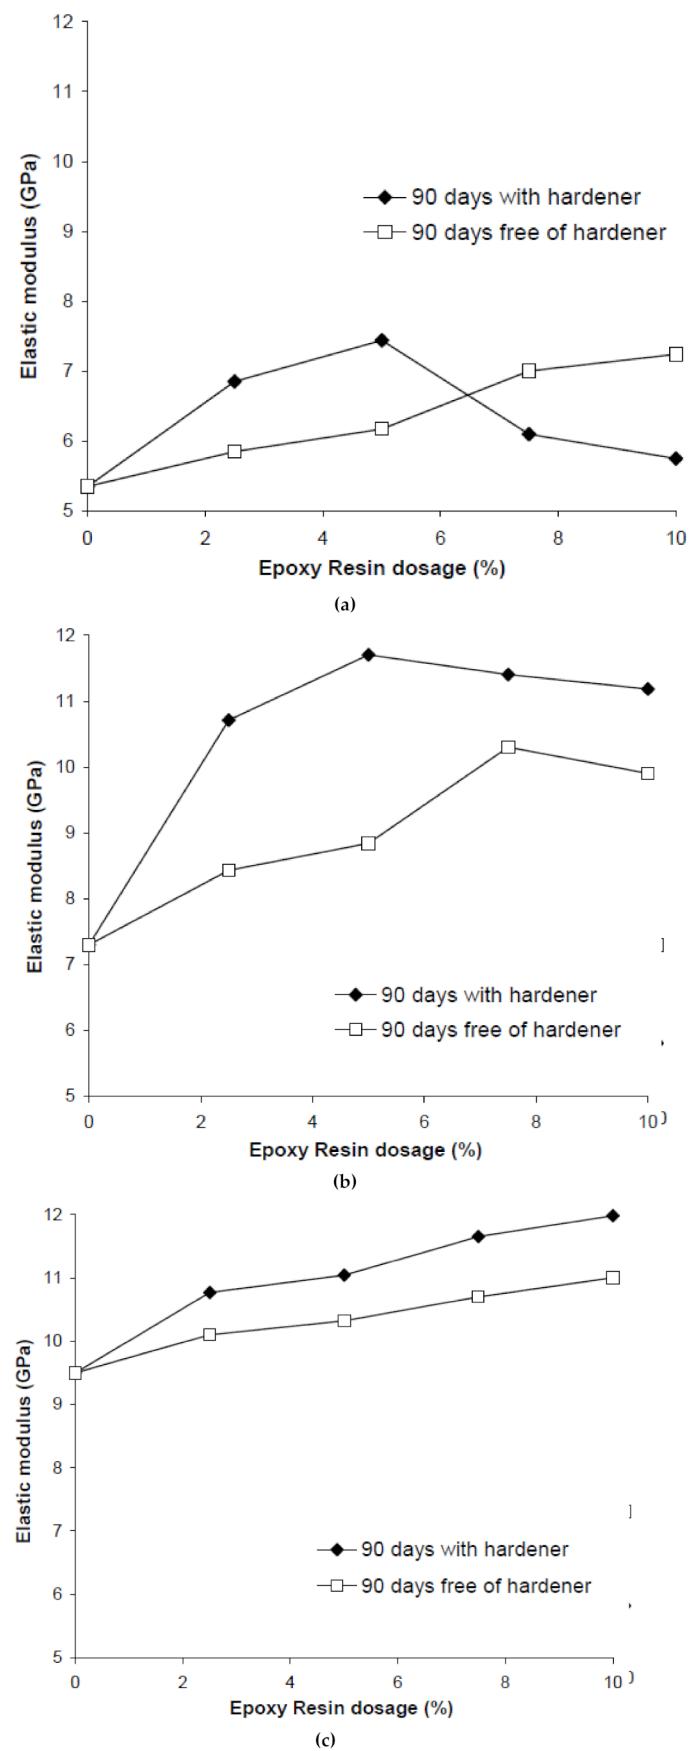 12
11
10
9
8
7
6
5
Elastic modulus (GPa)
90 days with hardener
90 days free of hardener
0 2 4 6 8 10
Epoxy Resin dosage (%)
(a)
12
11
10
9
8
7
6
5
Elastic modulus (GPa)
90 days with hardener
90 days free of hardener
0 2 4 6 8 10 )
Epoxy Resin dosage (%)
(b)
12
11
10
9
8
7
6
5
Elastic modulus (GPa)
90 days with hardener
90 days free of hardener
0 2 4 6 8 10 )
Epoxy Resin dosage (%)
(c)